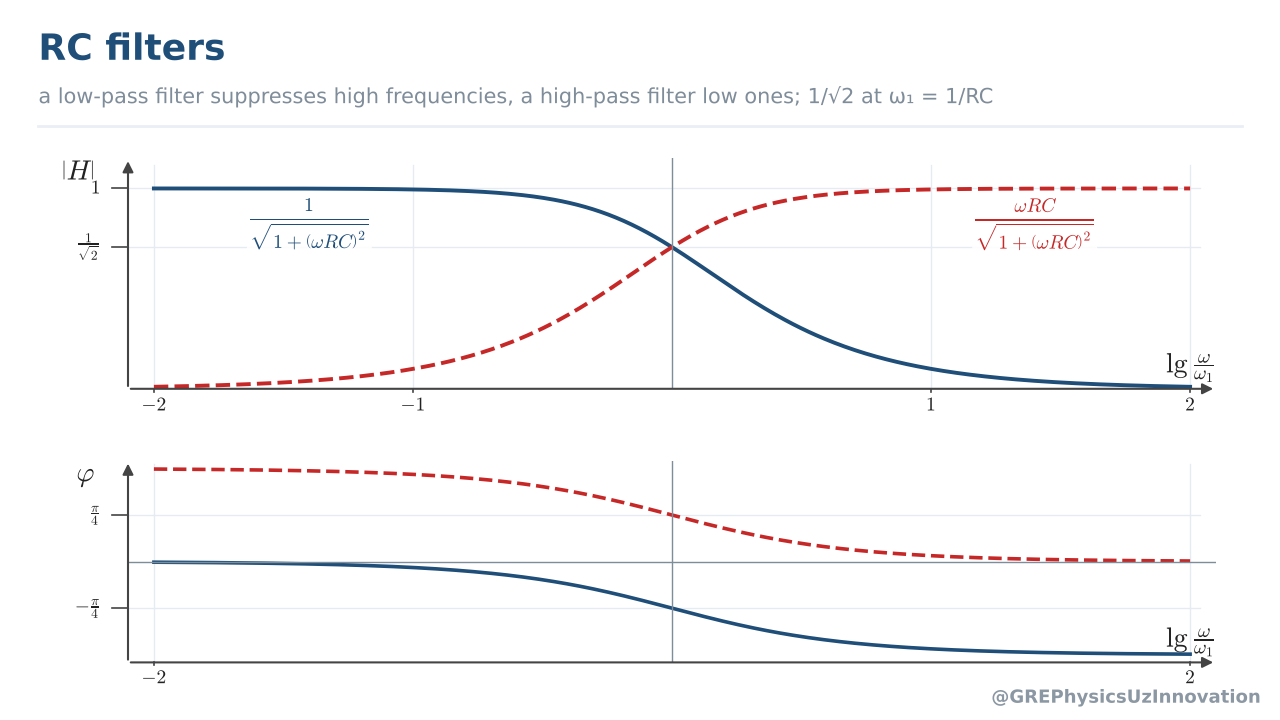 RC filters
a low-pass filter suppresses high frequencies, a high-pass filter low ones; 1/√2 at ω₁ = 1/RC
|H|
1
1/√2
1/√(1 + (ωRC)²)
ωRC/√(1 + (ωRC)²)
lg ω/ω₁
−2 −1 1 2
φ
π/4
−π/4
lg ω/ω₁
−2 2
@GREPhysicsUzInnovation